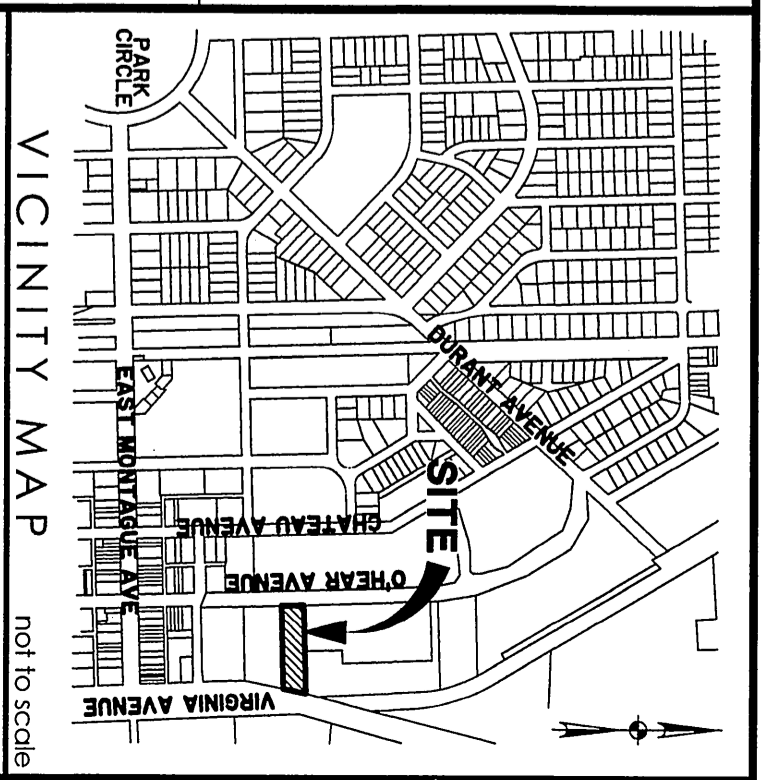 PARK
CIRCLE
DURANT AVENUE
SITE
EAST MONTAGUE AVE
CHATEAU AVENUE
O'HEAR AVENUE
VIRGINIA AVENUE
VICINITY MAP
not to scale